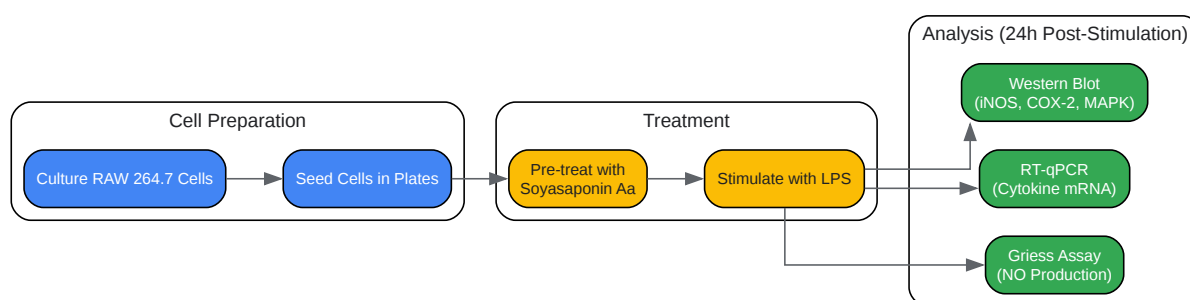 Cell Preparation
Culture RAW 264.7 Cells
Seed Cells in Plates
Treatment
Pre-treat with
Soyasaponin Aa
Stimulate with LPS
Analysis (24h Post-Stimulation)
Western Blot
(iNOS, COX-2, MAPK)
RT-qPCR
(Cytokine mRNA)
Griess Assay
(NO Production)